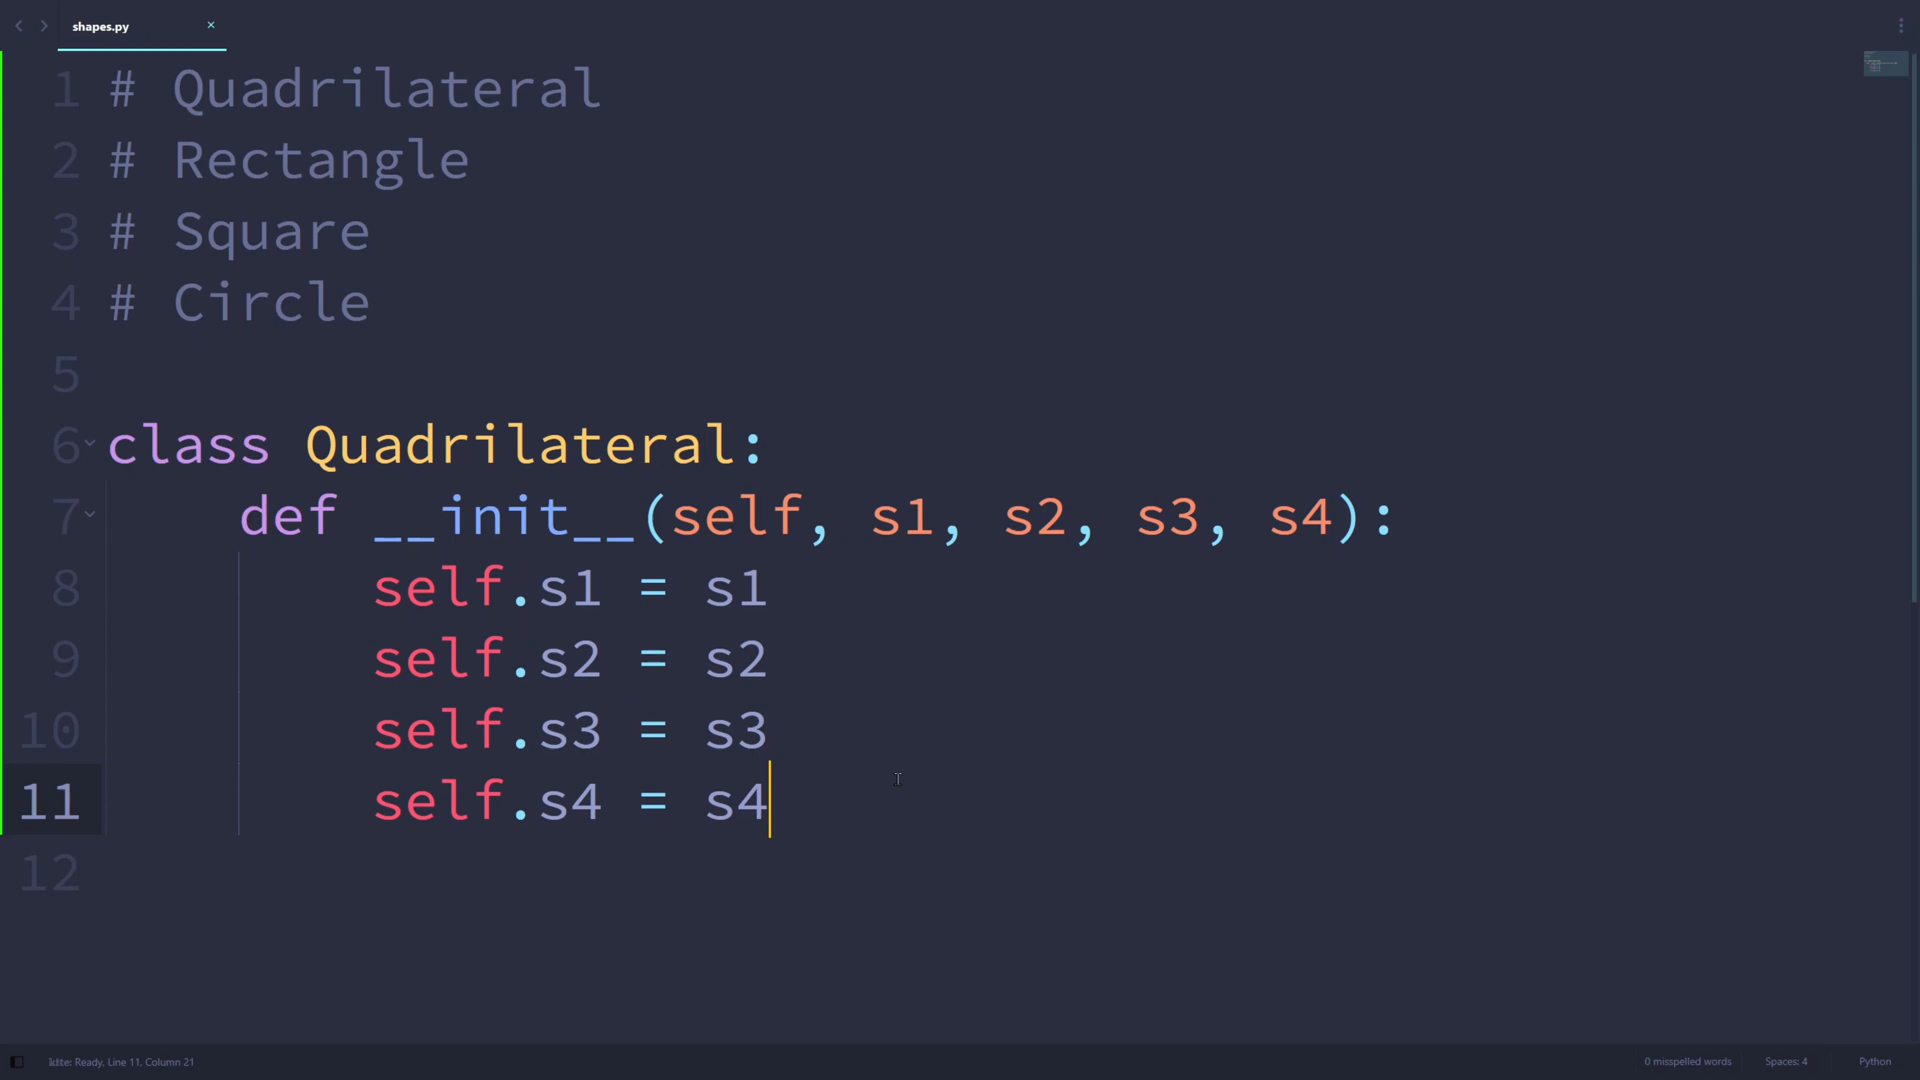 shapes.py ×
1 # Quadrilateral
2 # Rectangle
3 # Square
4 # Circle
5
6 class Quadrilateral:
7     def __init__(self, s1, s2, s3, s4):
8         self.s1 = s1
9         self.s2 = s2
10         self.s3 = s3
11         self.s4 = s4
12
Ready, Line 11, Column 21 0 misspelled words Spaces: 4 Python